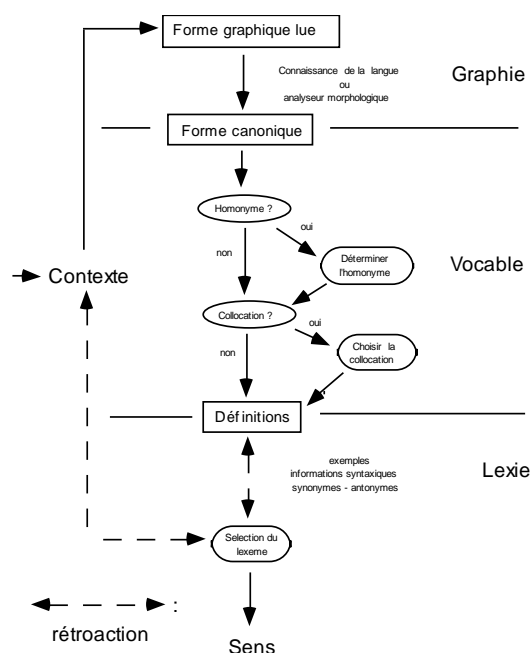 Forme graphique lue
Connaissance de la langue
ou
analyseur morphologique
Graphie
Forme canonique
Homonyme ?
oui
non
Déterminer
l'homonyme
Vocable
Contexte
Collocation ?
oui
non
Choisir la
collocation
Définitions
exemples
informations syntaxiques
synonymes - antonymes
Lexie
Selection du
lexeme
:
rétroaction
Sens